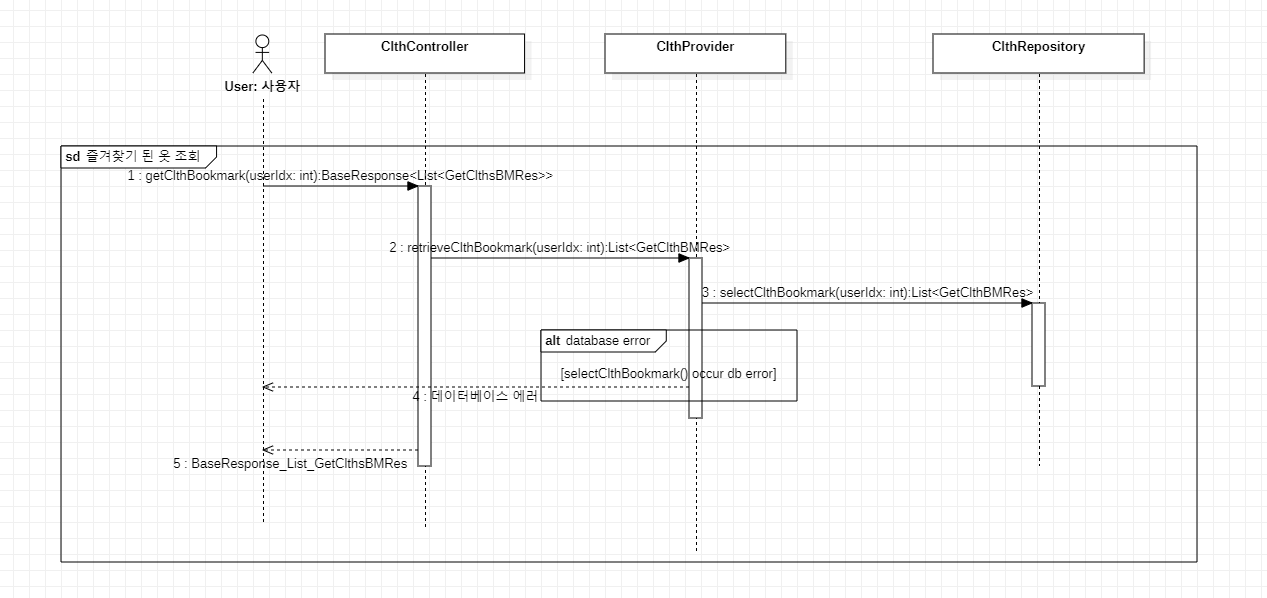 ClthController
ClthProvider
ClthRepository
User: 사용자
sd 즐겨찾기 된 옷 조회
1 : getClthBookmark(userIdx: int):BaseResponse<List<GetClthsBMRes>>
2 : retrieveClthBookmark(userIdx: int):List<GetClthBMRes>
3 : selectClthBookmark(userIdx: int):List<GetClthBMRes>
alt database error
[selectClthBookmark() occur db error]
4 : 데이터베이스 에러
5 : BaseResponse_List_GetClthsBMRes